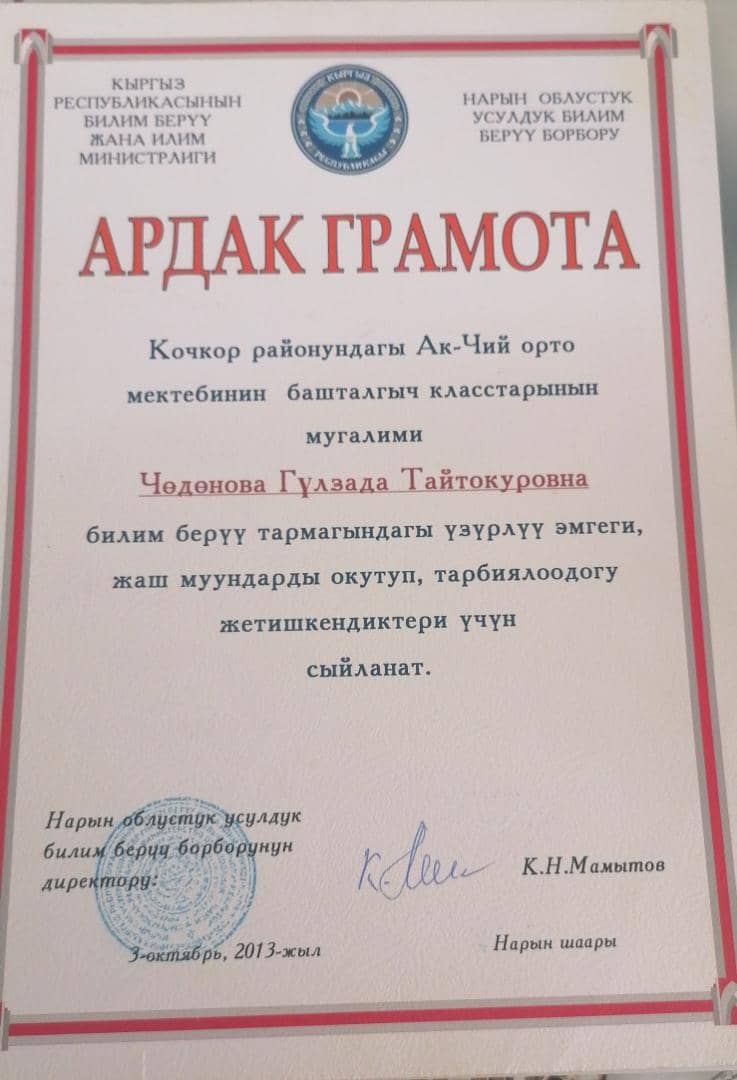 КЫРГЫЗ
РЕСПУБЛИКАСЫНЫН
БИЛИМ БЕРҮҮ
ЖАНА ИЛИМ
МИНИСТРЛИГИ
КЫРГЫЗ
РЕСПУБЛИКАСЫ
НАРЫН ОБЛУСТУК
УСУЛДУК БИЛИМ
БЕРҮҮ БОРБОРУ
АРДАК ГРАМОТА
Кочкор районундагы Ак-Чий орто
мектебинин башталгыч класстарынын
мугалими
Чөдөнова Гүлзада Тайтокуровна
билим берүү тармагындагы үзүрлүү эмгеги,
жаш муундарды окутуп, тарбиялоодогу
жетишкендиктери үчүн
сыйланат.
Нарын облустук усулдук
билим берүү борборунун
директору:
К.Н.Мамытов
3-октябрь, 2013-жыл
Нарын шаары